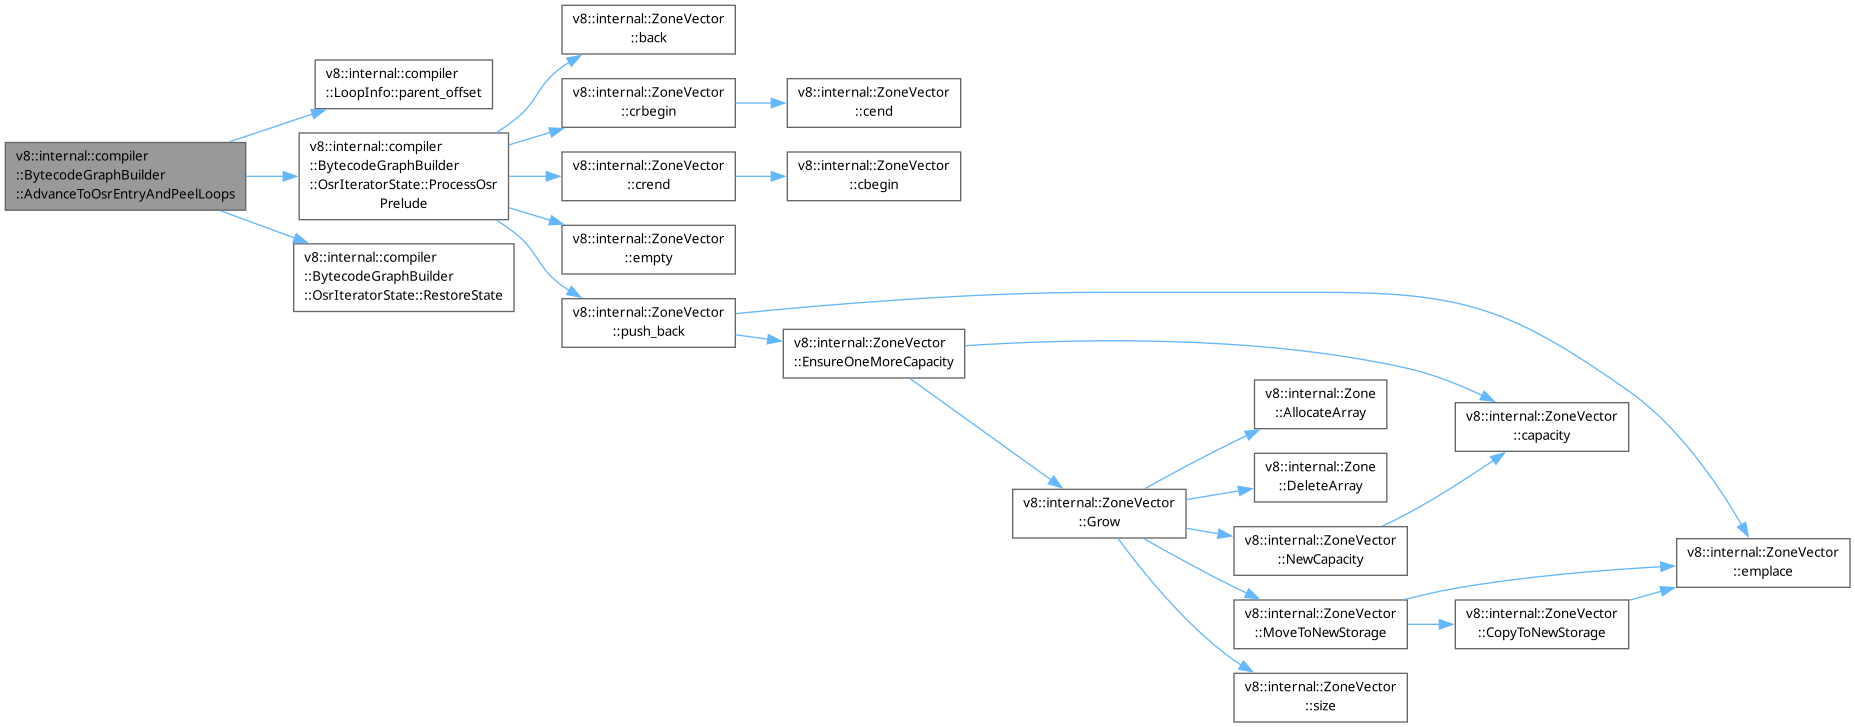 v8::internal::compiler
::BytecodeGraphBuilder
::AdvanceToOsrEntryAndPeelLoops
v8::internal::compiler
::LoopInfo::parent_offset
v8::internal::compiler
::BytecodeGraphBuilder
::OsrIteratorState::ProcessOsr
Prelude
v8::internal::compiler
::BytecodeGraphBuilder
::OsrIteratorState::RestoreState
v8::internal::ZoneVector
::back
v8::internal::ZoneVector
::crbegin
v8::internal::ZoneVector
::cend
v8::internal::ZoneVector
::crend
v8::internal::ZoneVector
::cbegin
v8::internal::ZoneVector
::empty
v8::internal::ZoneVector
::push_back
v8::internal::ZoneVector
::EnsureOneMoreCapacity
v8::internal::ZoneVector
::Grow
v8::internal::Zone
::AllocateArray
v8::internal::Zone
::DeleteArray
v8::internal::ZoneVector
::NewCapacity
v8::internal::ZoneVector
::MoveToNewStorage
v8::internal::ZoneVector
::size
v8::internal::ZoneVector
::capacity
v8::internal::ZoneVector
::CopyToNewStorage
v8::internal::ZoneVector
::emplace